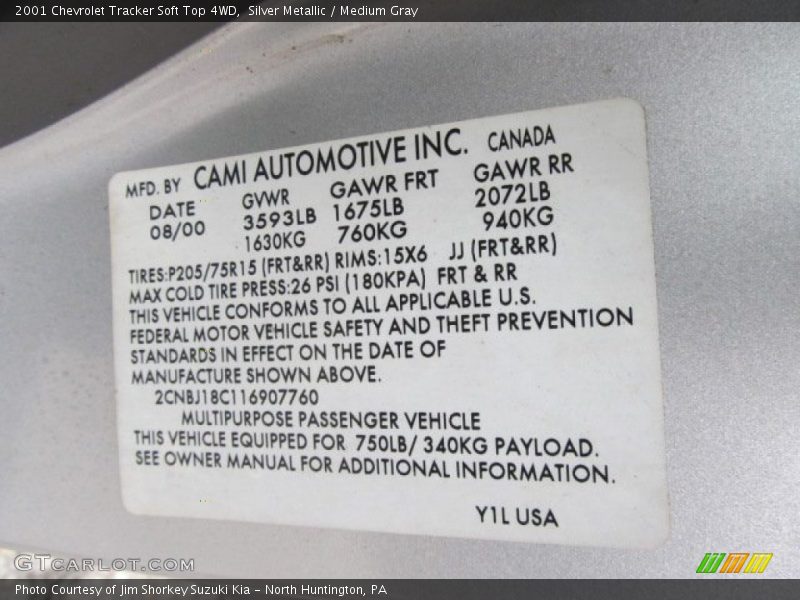 2001 Chevrolet Tracker Soft Top 4WD,  Silver Metallic / Medium Gray
MFD. BY CAMI AUTOMOTIVE INC. CANADA
DATE GVWR GAWR FRT GAWR RR
08/00 3593LB 1675LB 2072LB
1630KG 760KG 940KG
TIRES:P205/75R15 (FRT&RR) RIMS:15X6 JJ (FRT&RR)
MAX COLD TIRE PRESS:26 PSI (180KPA) FRT & RR
THIS VEHICLE CONFORMS TO ALL APPLICABLE U.S.
FEDERAL MOTOR VEHICLE SAFETY AND THEFT PREVENTION
STANDARDS IN EFFECT ON THE DATE OF
MANUFACTURE SHOWN ABOVE.
2CNBJ18C116907760
MULTIPURPOSE PASSENGER VEHICLE
THIS VEHICLE EQUIPPED FOR 750LB/ 340KG PAYLOAD.
SEE OWNER MANUAL FOR ADDITIONAL INFORMATION.
Y1L USA
GTCARLOT.COM
Photo Courtesy of Jim Shorkey Suzuki Kia – North Huntington, PA